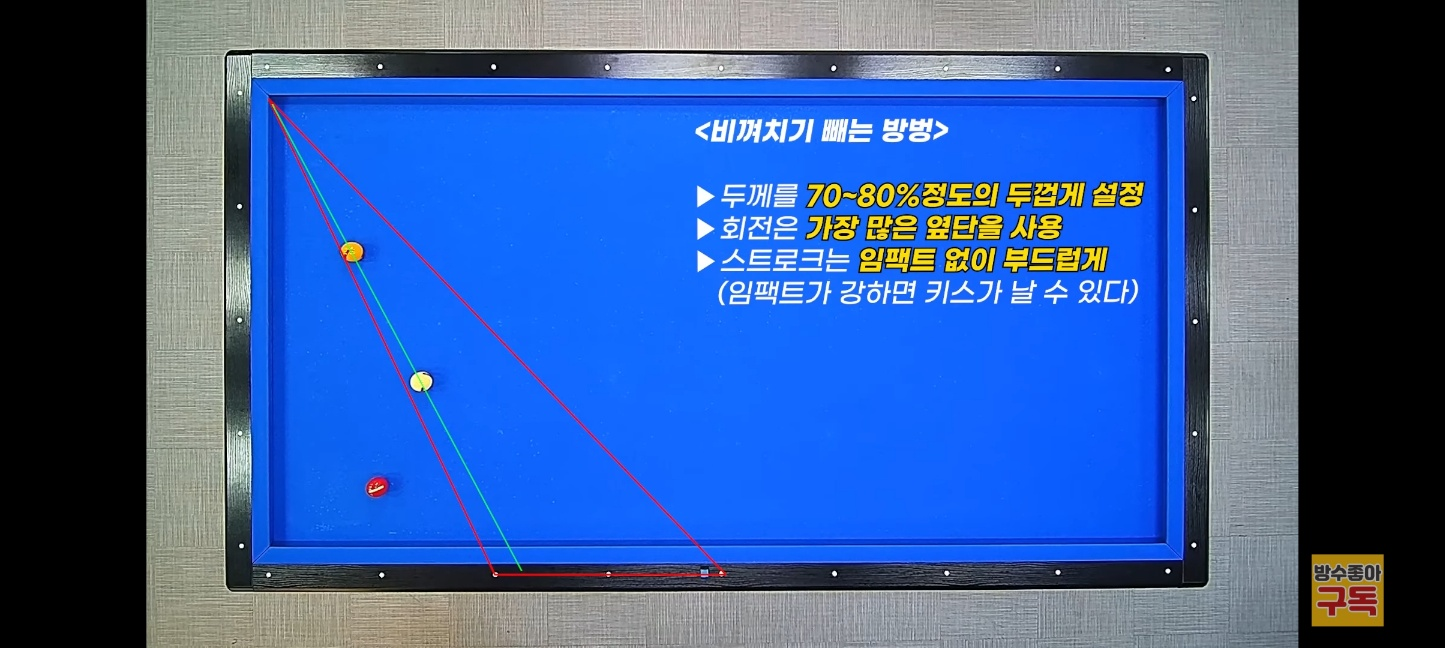 <비껴치기 빼는 방벙>
▶두께를 70~80%정도의 두껍게 설정
▶회전은 가장 많은 옆단을 사용
▶스트로크는 임팩트 없이 부드럽게
(임팩트가 강하면 키스가 날 수 있다)
방수좋아
구독